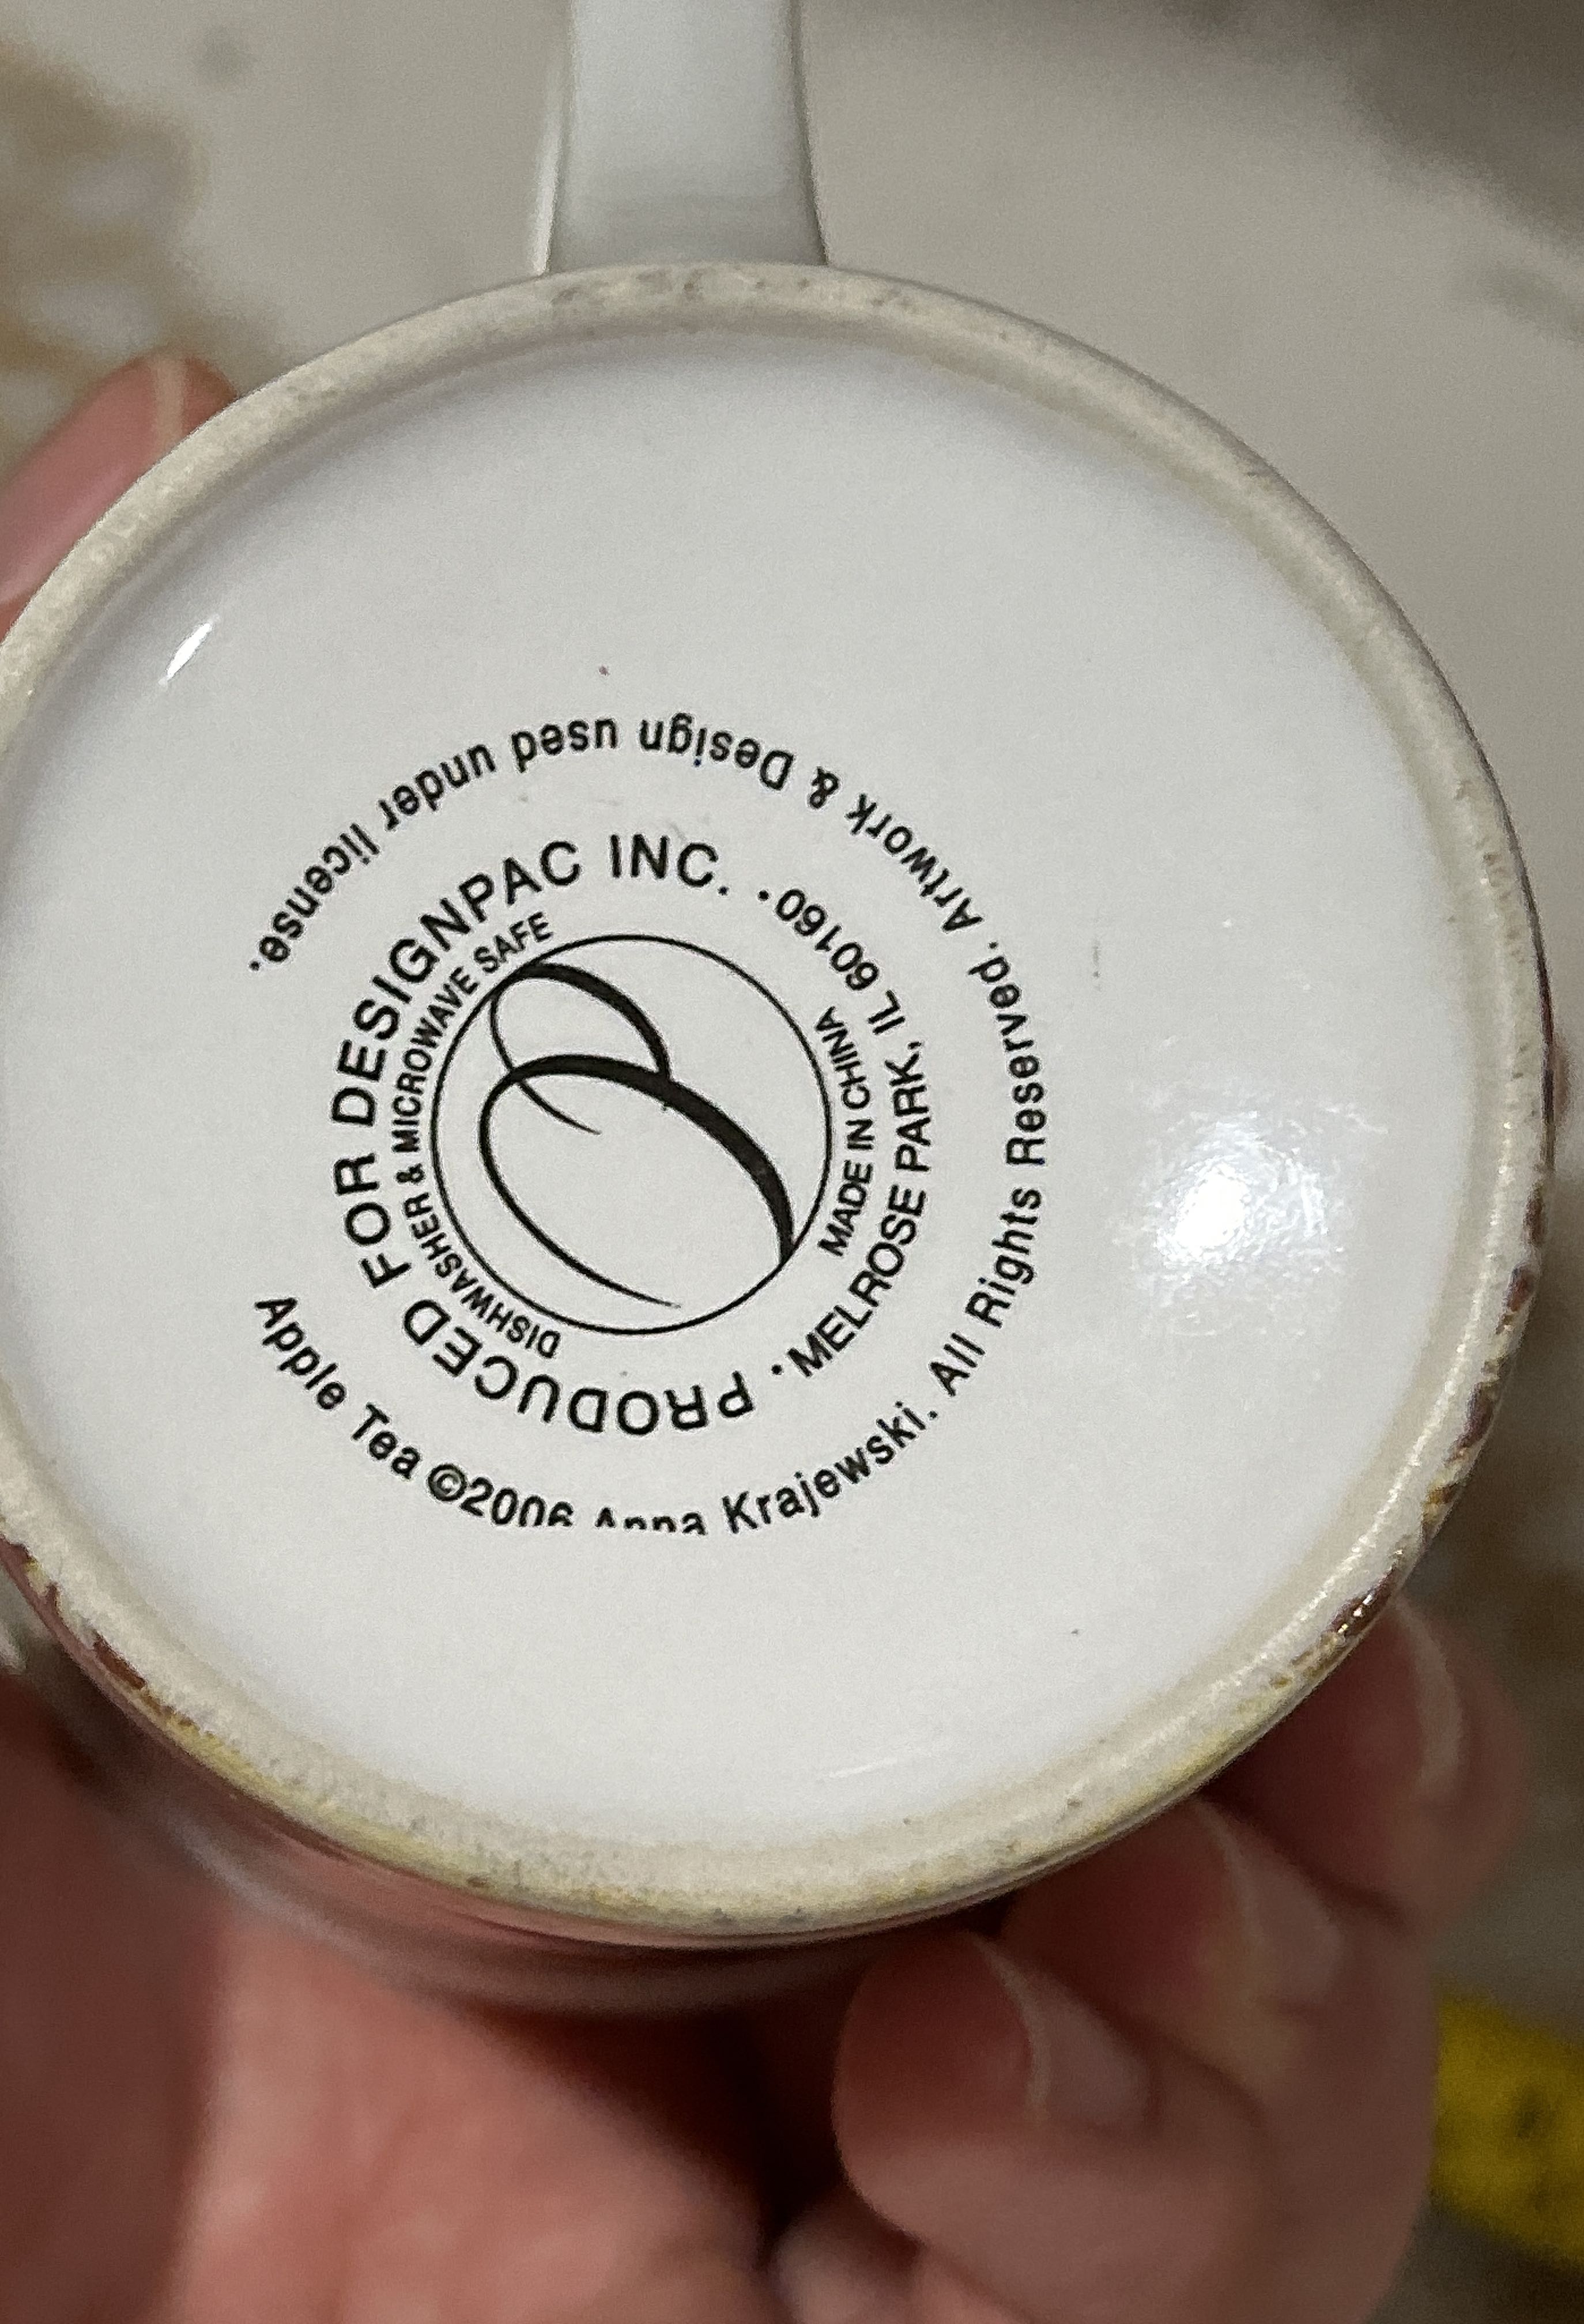 Apple Tea ©2006 Anna Krajewski. All Rights Reserved. Artwork & Design used under license.
PRODUCED FOR DESIGNPAC INC. · MELROSE PARK, IL 60160 ·
DISHWASHER & MICROWAVE SAFE
MADE IN CHINA